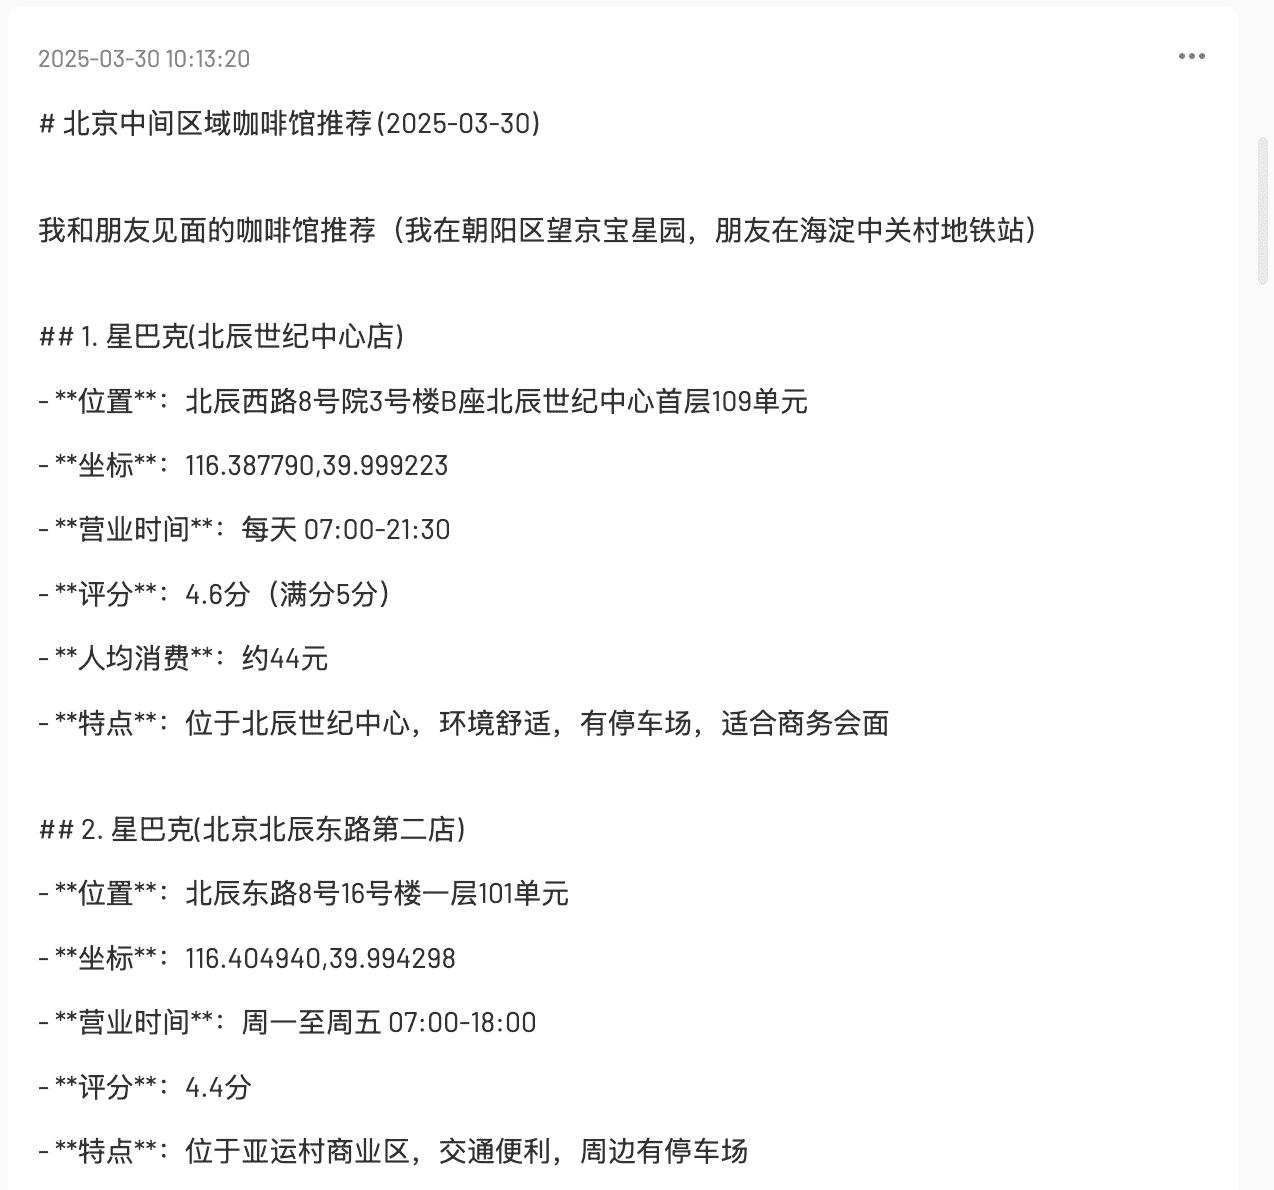 2025-03-30 10:13:20
# 北京中间区域咖啡馆推荐 (2025-03-30)
我和朋友见面的咖啡馆推荐（我在朝阳区望京宝星园，朋友在海淀中关村地铁站）
## 1. 星巴克(北辰世纪中心店)
- **位置**：北辰西路8号院3号楼B座北辰世纪中心首层109单元
- **坐标**：116.387790,39.999223
- **营业时间**：每天 07:00-21:30
- **评分**：4.6分（满分5分）
- **人均消费**：约44元
- **特点**：位于北辰世纪中心，环境舒适，有停车场，适合商务会面
## 2. 星巴克(北京北辰东路第二店)
- **位置**：北辰东路8号16号楼一层101单元
- **坐标**：116.404940,39.994298
- **营业时间**：周一至周五 07:00-18:00
- **评分**：4.4分
- **特点**：位于亚运村商业区，交通便利，周边有停车场